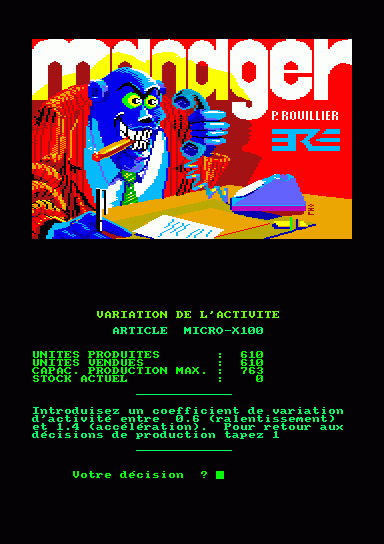 manager
P. ROUILLIER
ERE
VARIATION DE L'ACTIVITE
ARTICLE MICRO-X100
UNITES PRODUITES : 610
UNITES VENDUES : 610
CAPAC. PRODUCTION MAX. : 763
STOCK ACTUEL : 0
Introduisez un coefficient de variation
d'activité entre 0.6 (ralentissement)
et 1.4 (accélération). Pour retour aux
décisions de production tapez 1
Votre décision ?